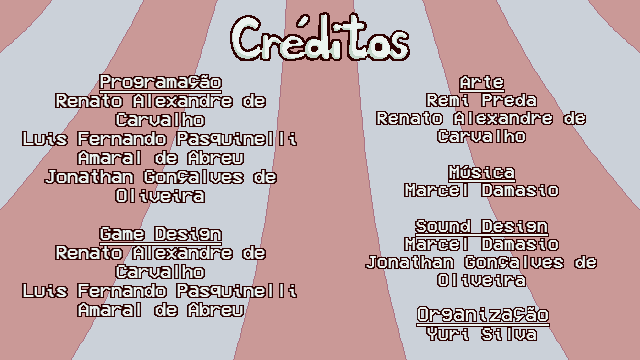 Créditos
Programação
Renato Alexandre de
Carvalho
Luis Fernando Pasquinelli
Amaral de Abreu
Jonathan Gonçalves de
Oliveira
Game Design
Renato Alexandre de
Carvalho
Luis Fernando Pasquinelli
Amaral de Abreu
Arte
Remi Preda
Renato Alexandre de
Carvalho
Música
Marcel Damasio
Sound Design
Marcel Damasio
Jonathan Gonçalves de
Oliveira
Organização
Yuri Silva